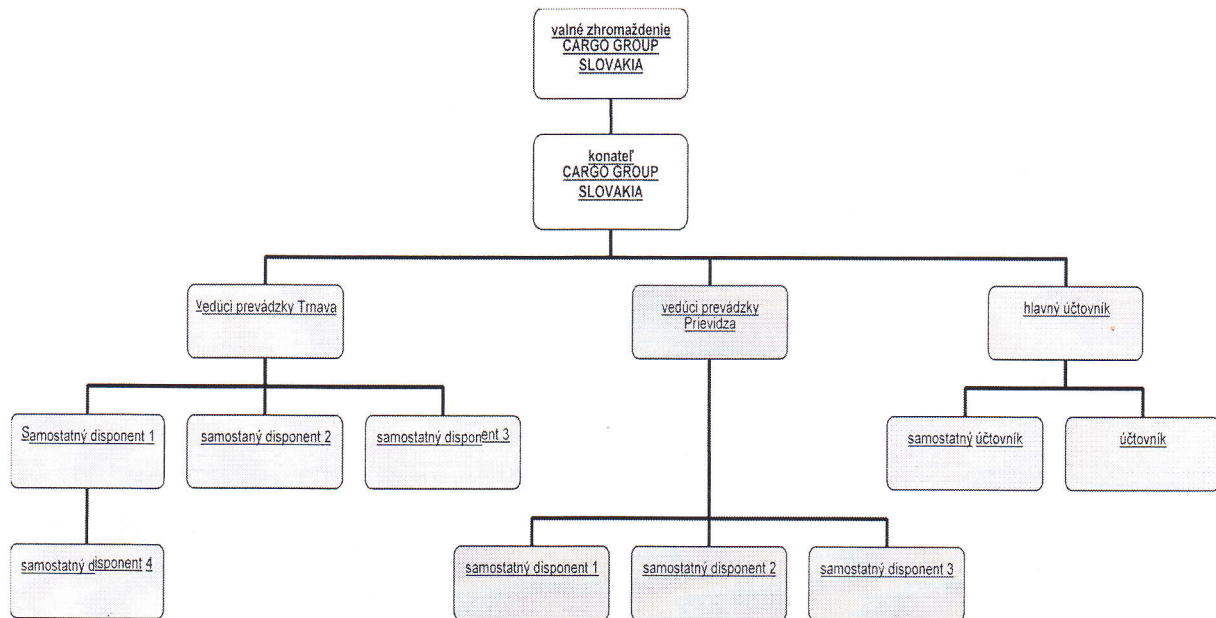 valné zhromaždenie
CARGO GROUP
SLOVAKIA
konateľ
CARGO GROUP
SLOVAKIA
Vedúci prevádzky Trnava
vedúci prevádzky
Prievidza
hlavný účtovník
Samostatný disponent 1
samostaný disponent 2
samostatný disponent 3
samostatný účtovník
účtovník
samostatný disponent 4
samostatný disponent 1
samostatný disponent 2
samostatný disponent 3